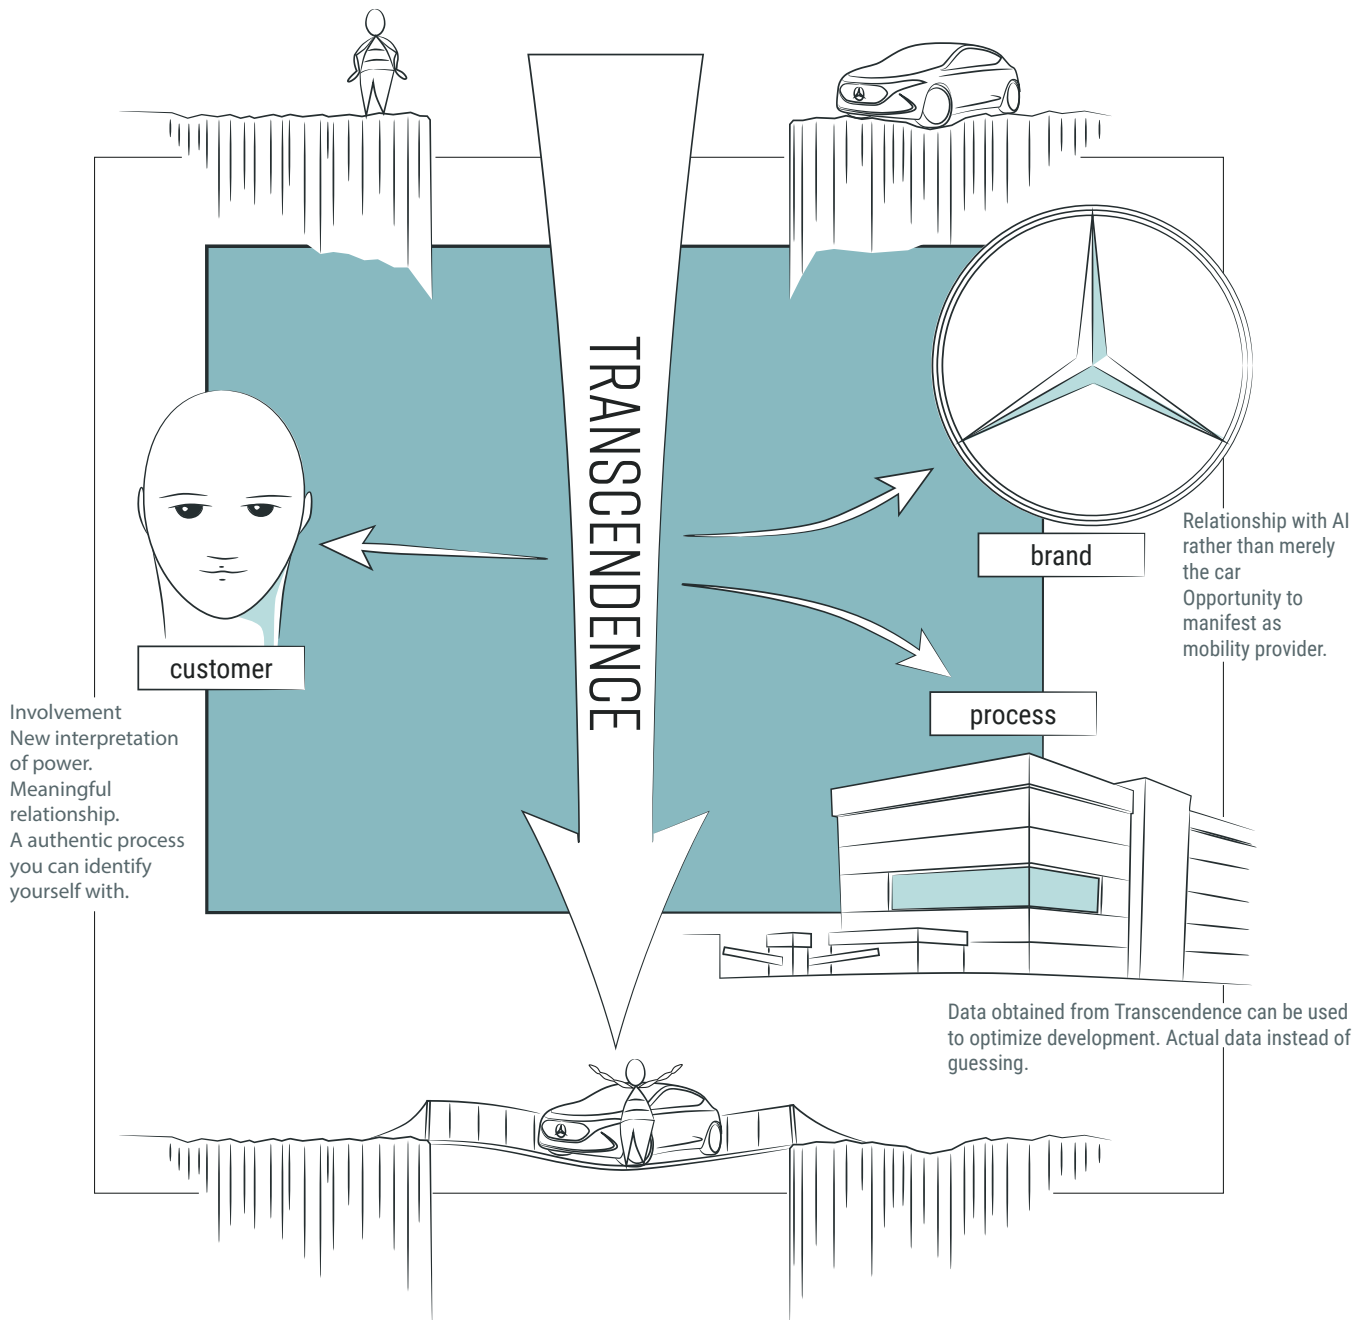 TRANSCENDENCE
customer
Involvement
New interpretation
of power.
Meaningful
relationship.
A authentic process
you can identify
yourself with.
brand
Relationship with AI
rather than merely
the car
Opportunity to
manifest as
mobility provider.
process
Data obtained from Transcendence can be used
to optimize development. Actual data instead of
guessing.